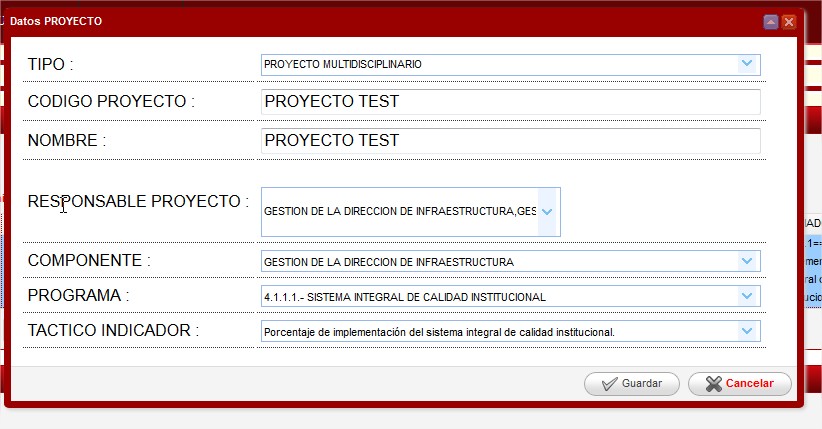 Datos PROYECTO
TIPO :
PROYECTO MULTIDISCIPLINARIO
CODIGO PROYECTO :
PROYECTO TEST
NOMBRE :
PROYECTO TEST
RESPONSABLE PROYECTO :
GESTION DE LA DIRECCION DE INFRAESTRUCTURA,GES
COMPONENTE :
GESTION DE LA DIRECCION DE INFRAESTRUCTURA
PROGRAMA :
4.1.1.1.- SISTEMA INTEGRAL DE CALIDAD INSTITUCIONAL
TACTICO INDICADOR :
Porcentaje de implementación del sistema integral de calidad institucional.
Guardar
Cancelar